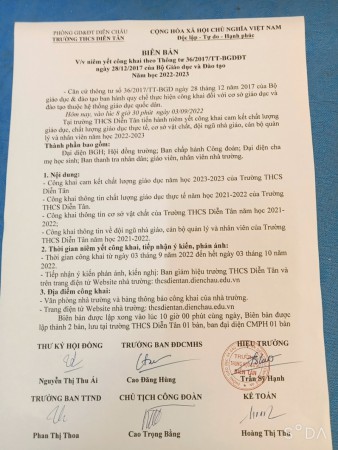 PHÒNG GD&ĐT DIỄN CHÂU
TRƯỜNG THCS DIỄN TÂN
CỘNG HÒA XÃ HỘI CHỦ NGHĨA VIỆT NAM
Độc lập - Tự do - Hạnh phúc
BIÊN BẢN
V/v niêm yết công khai theo Thông tư 36/2017/TT-BGDĐT
ngày 28/12/2017 của Bộ Giáo dục và Đào tạo
Năm học 2022-2023
- Căn cứ thông tư số 36/2017/TT-BGD ngày 28 tháng 12 năm 2017 của Bộ
giáo dục & đào tạo ban hành quy chế thực hiện công khai đối với cơ sở giáo dục và
đào tạo thuộc hệ thống giáo dục quốc dân.
Hôm nay, vào lúc 8 giờ 30 phút ngày 03/09/2022
Tại trường THCS Diễn Tân tiến hành niêm yết công khai cam kết chất lượng
giáo dục, chất lượng giáo dục thực tế, cơ sở vật chất, đội ngũ nhà giáo, cán bộ quản
lý và nhân viên năm học 2022-2023.
Thành phần bao gồm:
Đại diện BGH; Hội đồng trường; Ban chấp hành Công đoàn; Đại diện cha
mẹ học sinh; Ban thanh tra nhân dân; giáo viên, nhân viên nhà trường.
1. Nội dung:
- Công khai cam kết chất lượng giáo dục năm học 2023-2023 của Trường
THCS Diễn Tân
- Công khai thông tin chất lượng giáo dục thực tế năm học 2021-2022 của
Trường THCS Diễn Tân.
- Công khai thông tin cơ sở vật chất của Trường THCS Diễn Tân năm học 2021-
2022;
- Công khai thông tin về đội ngũ nhà giáo, cán bộ quản lý và nhân viên của
Trường THCS Diễn Tân năm học 2021-2022.
2. Thời gian niêm yết công khai, tiếp nhận ý kiến, phản ánh:
- Thời gian công khai từ ngày 03 tháng 9 năm 2022 đến hết ngày 03 tháng 10 năm
2022.
- Tiếp nhận ý kiến phản ánh, kiến nghị: Ban giám hiệu trường THCS Diễn Tân và
trên trang điện tử Website nhà trường: thcsdientan.dienchau.edu.vn
3. Địa điểm công khai:
- Văn phòng nhà trường và bảng thông báo công khai của nhà trường.
- Trang điện tử Website nhà trường: thcsdientan.dienchau.edu.vn
Biên bản được lập xong vào lúc 10 giờ 00 phút cùng ngày, Biên bản được
lập thành 2 bản, lưu tại trường THCS Diễn Tân 01 bản, ban đại diện CMPH 01 bản
THƯ KÝ HỘI ĐỒNG
TRƯỞNG BAN ĐDCMHS
HIỆU TRƯỞNG
Nguyễn Thị Thu Ái
Cao Đăng Hùng
Trần Sỹ Hạnh
TRƯỞNG BAN TTND
CHỦ TỊCH CÔNG ĐOÀN
KẾ TOÁN
Phan Thị Thoa
Cao Trọng Bằng
Hoàng Thị Thu